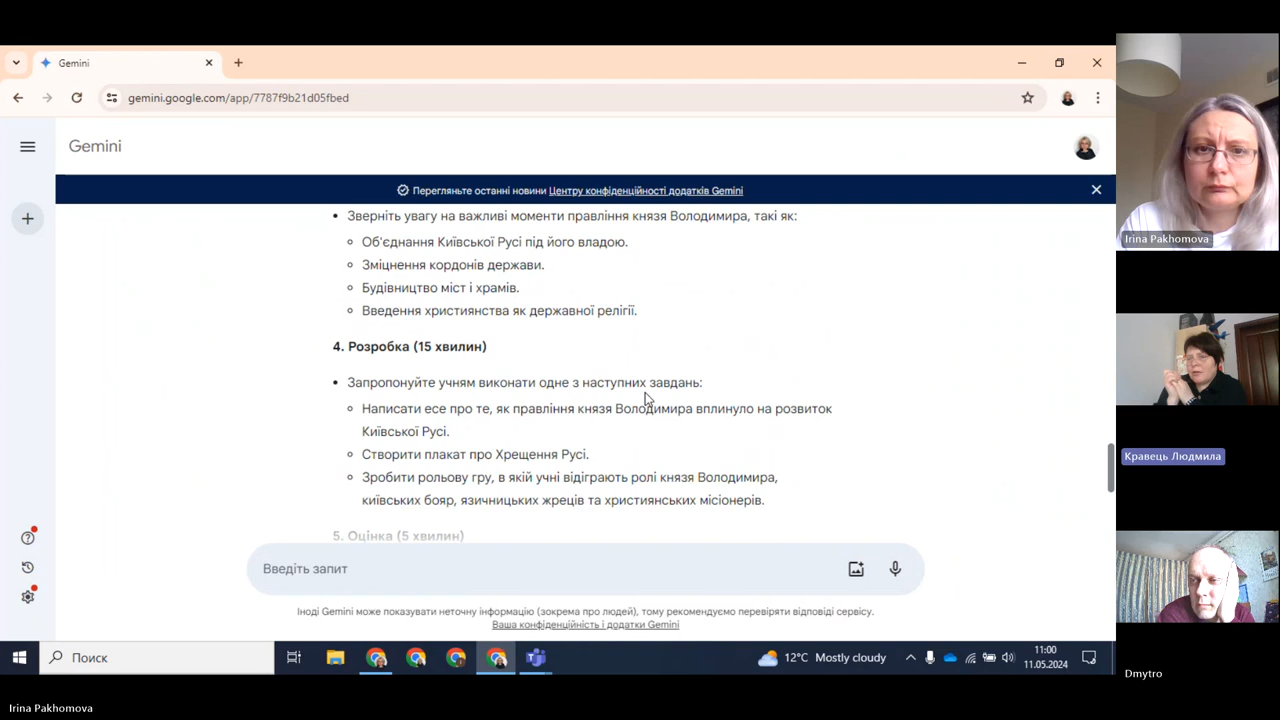 Gemini
gemini.google.com/app/7787f9b21d05fbed
Gemini
Перегляньте останні новини Центру конфіденційності додатків Gemini
• Зверніть увагу на важливі моменти правління князя Володимира, такі як:
◦ Об'єднання Київської Русі під його владою.
◦ Зміцнення кордонів держави.
◦ Будівництво міст і храмів.
◦ Введення християнства як державної релігії.
4. Розробка (15 хвилин)
• Запропонуйте учням виконати одне з наступних завдань:
◦ Написати есе про те, як правління князя Володимира вплинуло на розвиток
Київської Русі.
◦ Створити плакат про Хрещення Русі.
◦ Зробити рольову гру, в якій учні відіграють ролі князя Володимира,
київських бояр, язичницьких жреців та християнських місіонерів.
5. Оцінка (5 хвилин)
Введіть запит
Іноді Gemini може показувати неточну інформацію (зокрема про людей), тому рекомендуємо перевіряти відповіді сервісу.
Ваша конфіденційність і додатки Gemini
Поиск
12°C Mostly cloudy
11:00
11.05.2024
Irina Pakhomova
Кравець Людмила
Dmytro
Irina Pakhomova